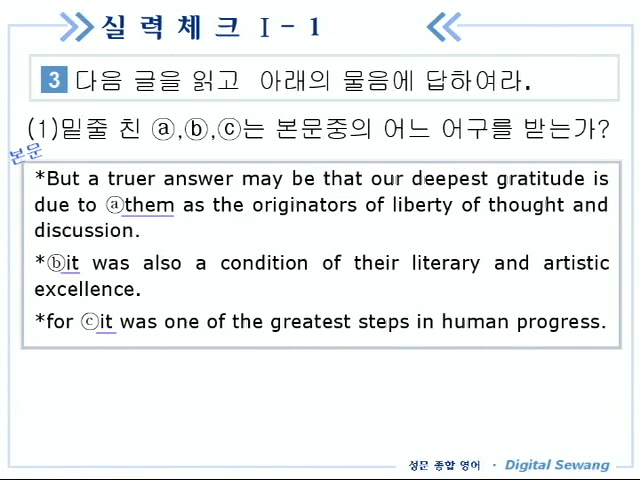 실력체크 I - 1
3 다음 글을 읽고 아래의 물음에 답하여라.
(1)밑줄 친 ⓐ,ⓑ,ⓒ는 본문중의 어느 어구를 받는가?
본문
*But a truer answer may be that our deepest gratitude is
due to ⓐthem as the originators of liberty of thought and
discussion.
*ⓑit was also a condition of their literary and artistic
excellence.
*for ⓒit was one of the greatest steps in human progress.
성문 종합 영어 · Digital Sewang